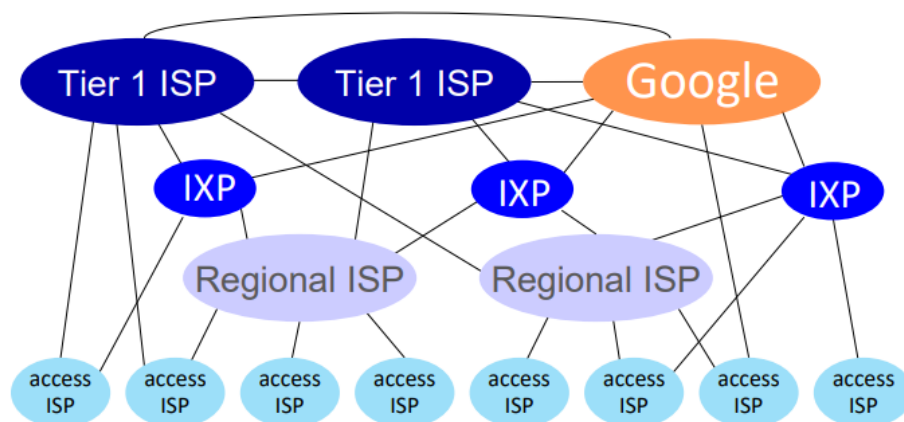 Tier 1 ISP
Tier 1 ISP
Google
IXP
IXP
IXP
Regional ISP
Regional ISP
access
ISP
access
ISP
access
ISP
access
ISP
access
ISP
access
ISP
access
ISP
access
ISP